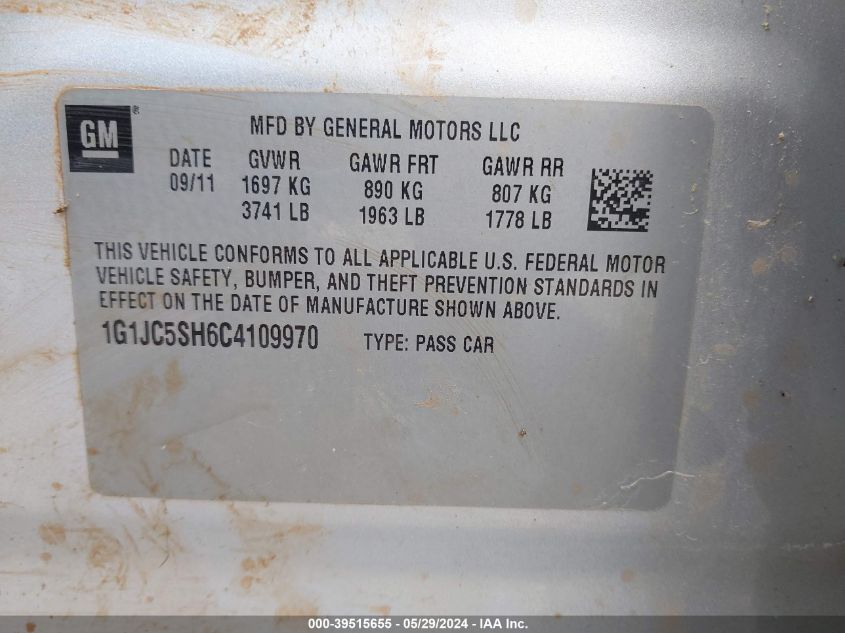 GM
MFD BY GENERAL MOTORS LLC
DATE GVWR GAWR FRT GAWR RR
09/11 1697 KG 890 KG 807 KG
3741 LB 1963 LB 1778 LB
THIS VEHICLE CONFORMS TO ALL APPLICABLE U.S. FEDERAL MOTOR
VEHICLE SAFETY, BUMPER, AND THEFT PREVENTION STANDARDS IN
EFFECT ON THE DATE OF MANUFACTURE SHOWN ABOVE.
1G1JC5SH6C4109970 TYPE: PASS CAR
000-39515655 - 05/29/2024 - IAA Inc.